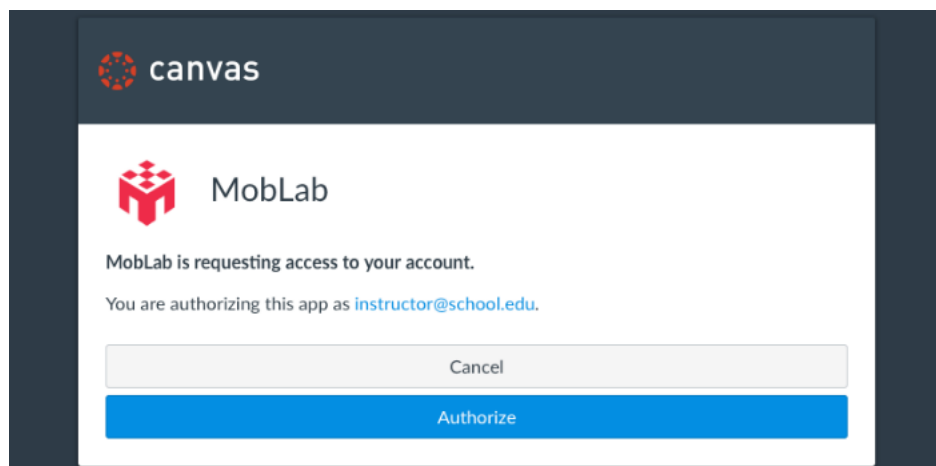 canvas
MobLab
MobLab is requesting access to your account.
You are authorizing this app as instructor@school.edu.
Cancel
Authorize